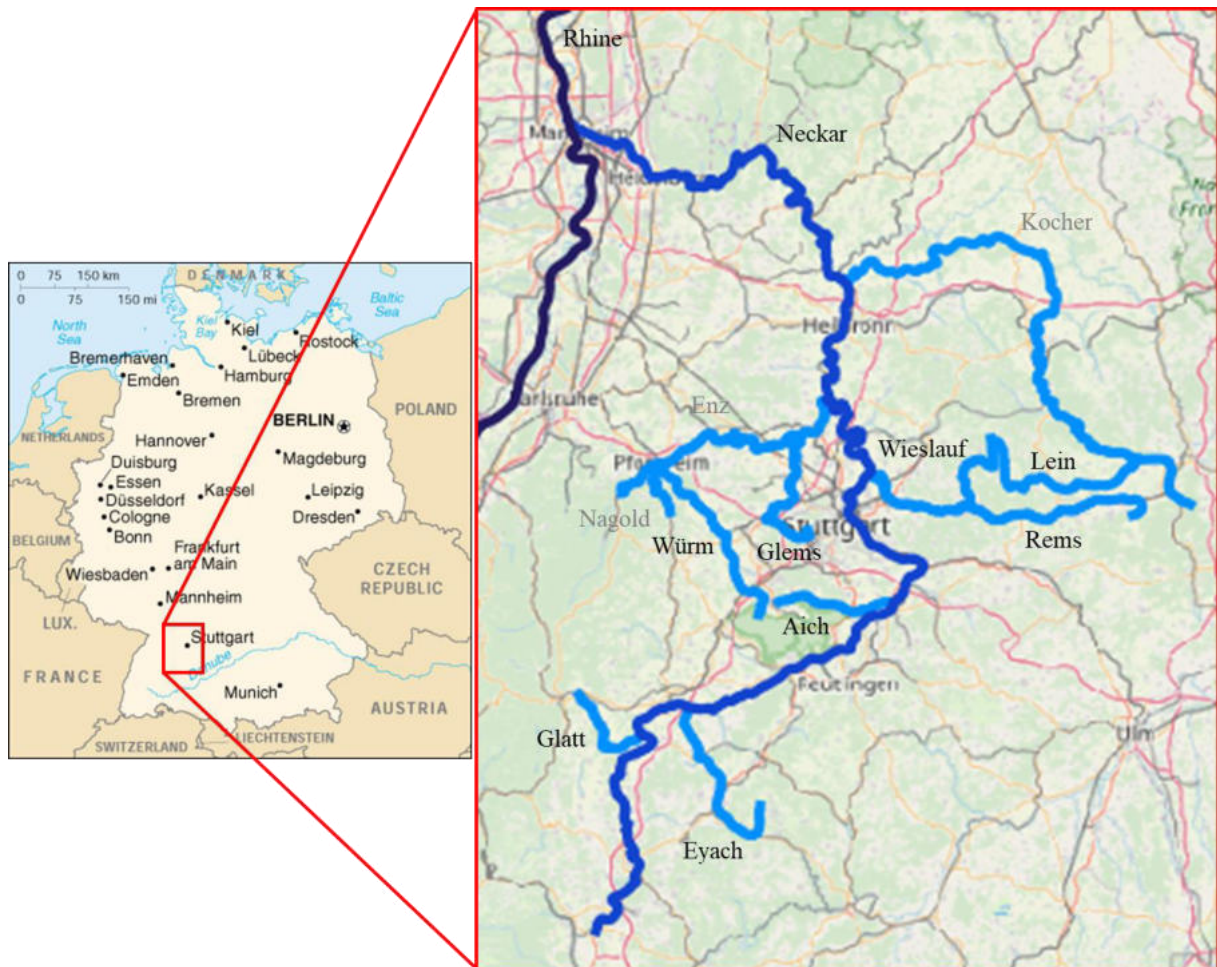 0 75 150 km
0 75 150 mi
DENMARK
North
Sea
Baltic
Sea
Kiel
Bay
Kiel
Rostock
Lübeck
Bremerhaven
Hamburg
Emden
Bremen
BERLIN
POLAND
NETHERLANDS
Hannover
Magdeburg
Duisburg
Essen
Düsseldorf
Kassel
Leipzig
Cologne
Dresden
Bonn
BELGIUM
Frankfurt
am Main
Wiesbaden
CZECH
REPUBLIC
Mannheim
LUX.
Stuttgart
Danube
FRANCE
Munich
AUSTRIA
SWITZERLAND
LIECHTENSTEIN
Rhine
Neckar
Kocher
Enz
Wieslauf
Lein
Nagold
Stuttgart
Würm
Glems
Rems
Aich
Reutlingen
Glatt
Ulm
Eyach